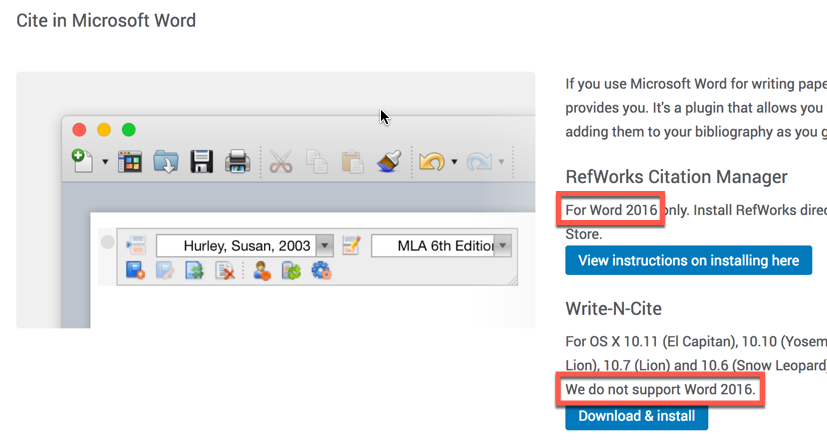 Cite in Microsoft Word
Hurley, Susan, 2003
MLA 6th Edition
If you use Microsoft Word for writing pape
provides you. It's a plugin that allows you
adding them to your bibliography as you g
RefWorks Citation Manager
For Word 2016 only. Install RefWorks direc
Store.
View instructions on installing here
Write-N-Cite
For OS X 10.11 (El Capitan), 10.10 (Yosem
Lion), 10.7 (Lion) and 10.6 (Snow Leopard)
We do not support Word 2016.
Download & install